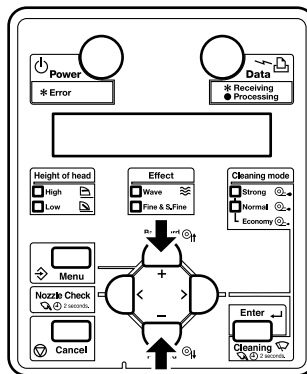 Power
Data
* Error
* Receiving
● Processing
Height of head
High
Low
Effect
Wave
Fine & S.Fine
Cleaning mode
Strong
Normal
Economy
Menu
+
< >
−
Nozzle Check
2 seconds.
Enter
Cancel
Cleaning
2 seconds.